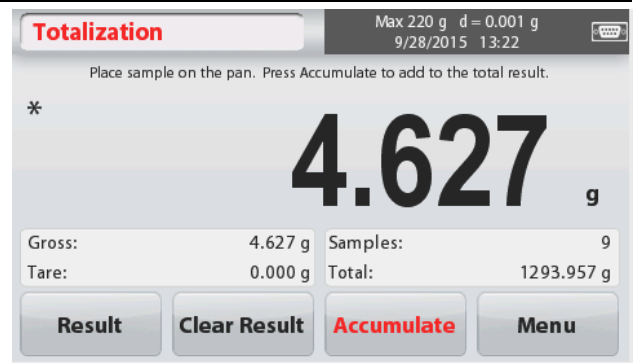 Totalization
Max 220 g d = 0.001 g
9/28/2015 13:22
Place sample on the pan. Press Accumulate to add to the total result.
*
4.627 g
Gross: 4.627 g Samples: 9
Tare: 0.000 g Total: 1293.957 g
Result Clear Result Accumulate Menu